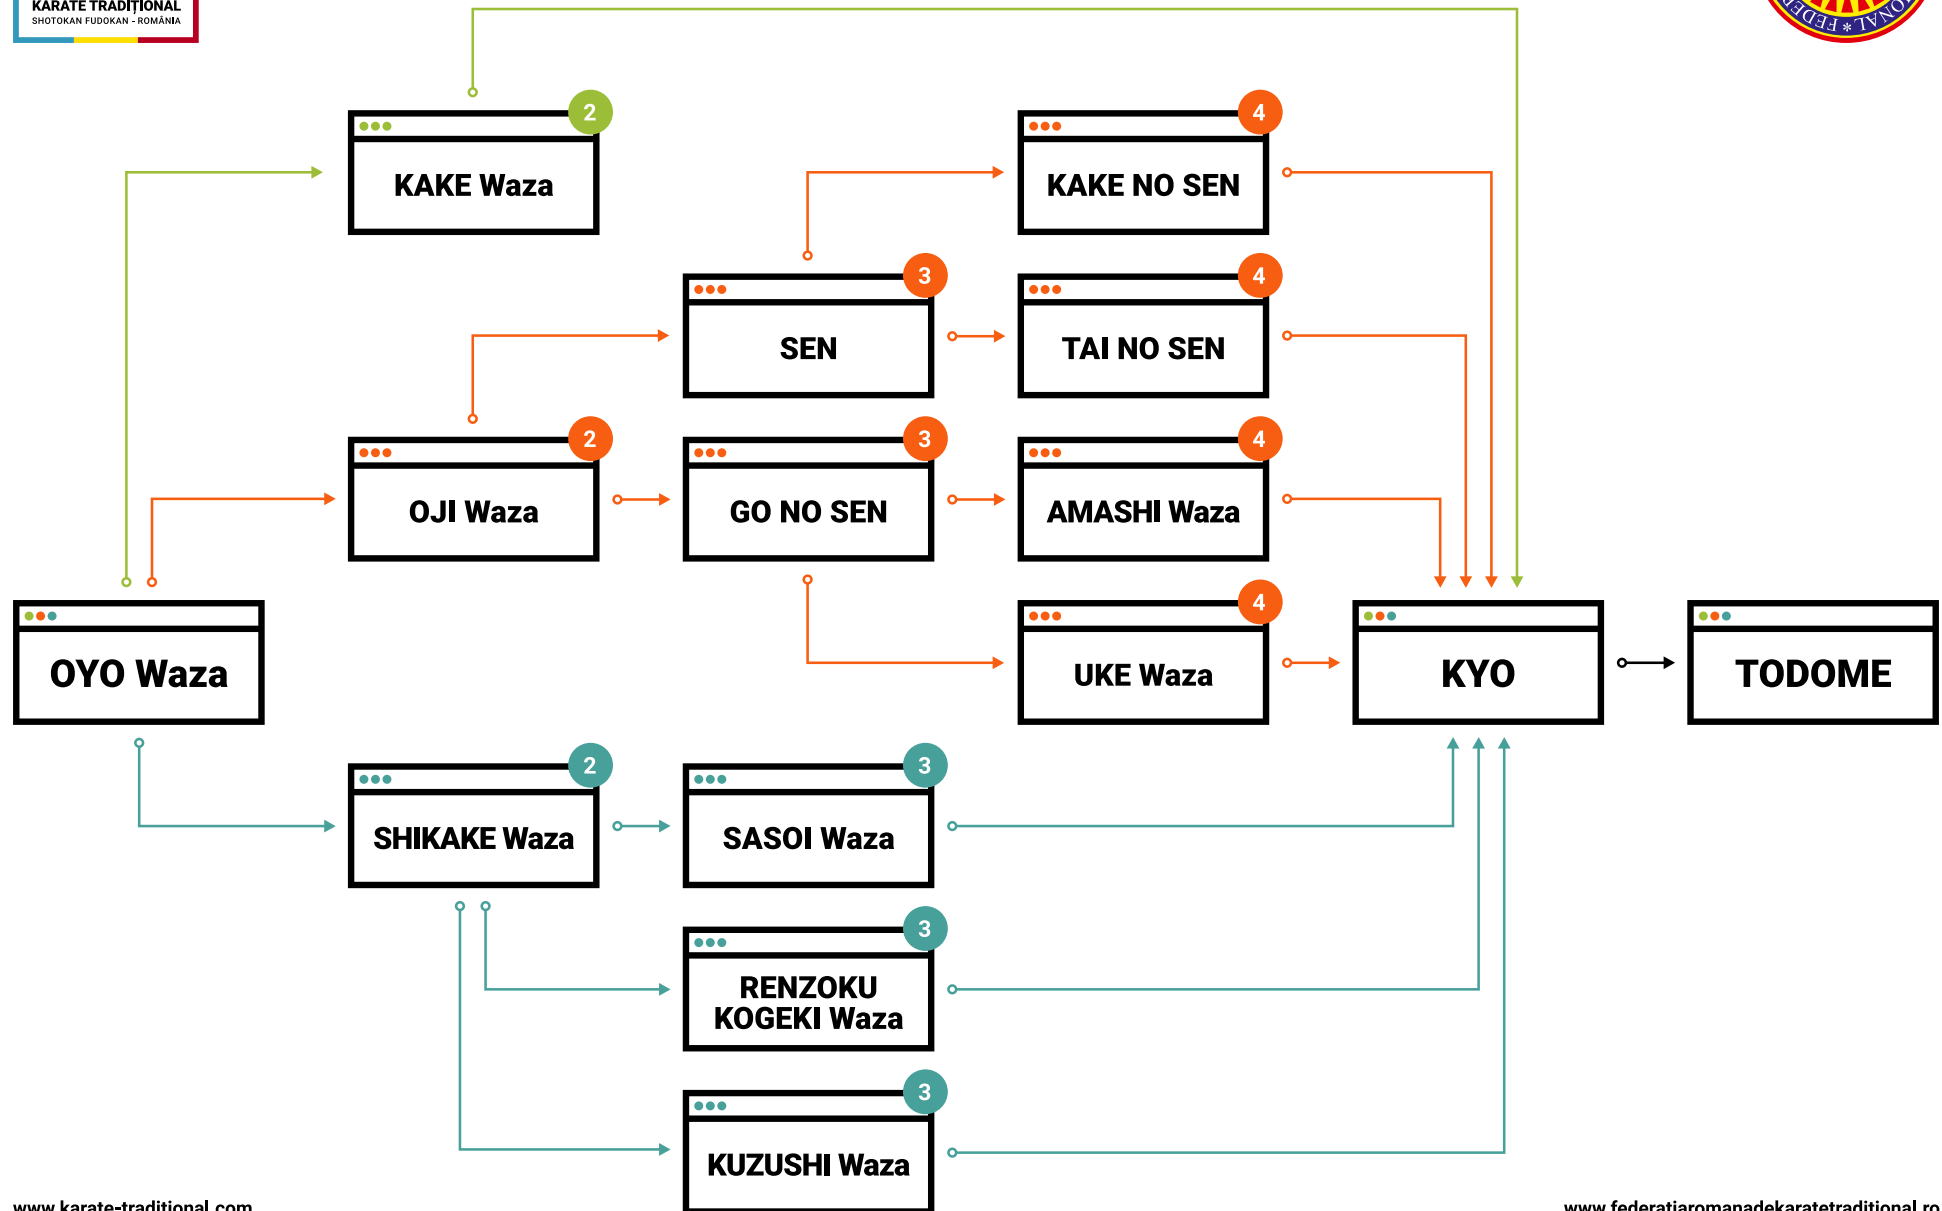 KARATE TRADIȚIONAL
SHOTOKAN FUDOKAN - ROMÂNIA
IONAL * FEDER
2
KAKE Waza
4
KAKE NO SEN
3
SEN
4
TAI NO SEN
2
OJI Waza
3
GO NO SEN
4
AMASHI Waza
OYO Waza
4
UKE Waza
KYO
TODOME
2
SHIKAKE Waza
3
SASOI Waza
3
RENZOKU
KOGEKI Waza
3
KUZUSHI Waza
www.karate-traditional.com
www.federatiaromanadekaratetraditional.ro